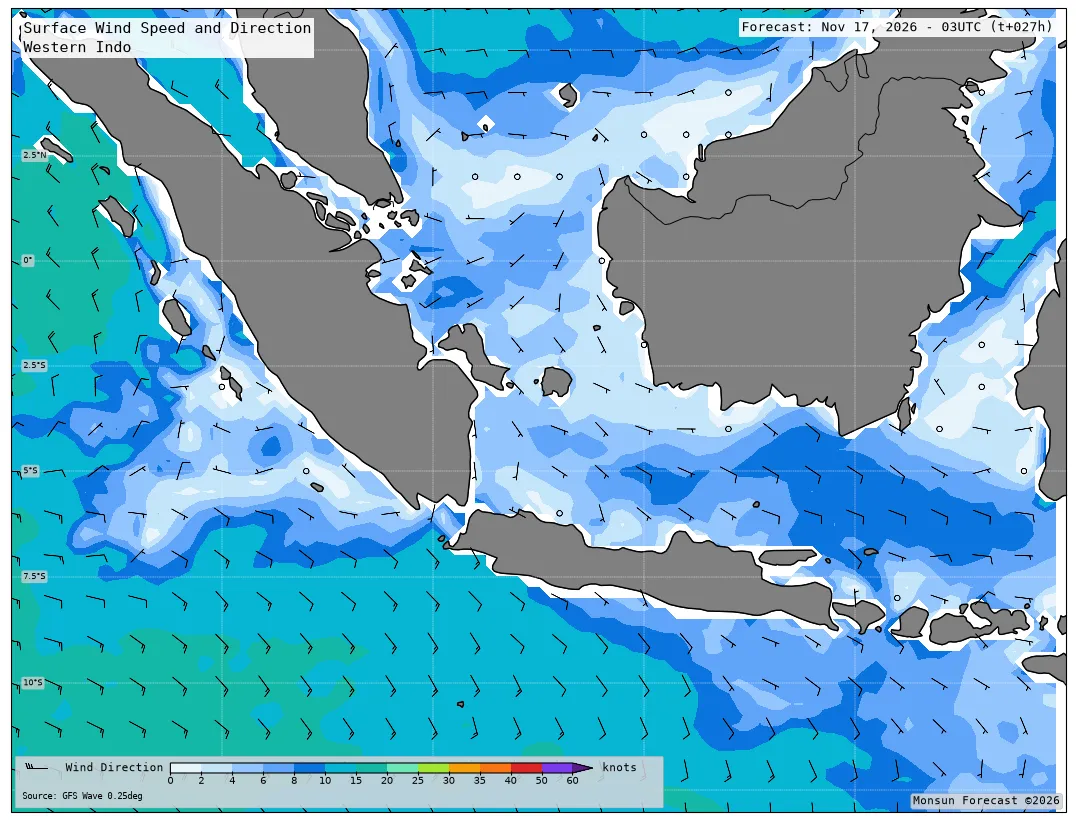 Surface Wind Speed and Direction
Western Indo
Forecast: Nov 17, 2026 - 03UTC (t+027h)
2.5°N
0°
2.5°S
5°S
7.5°S
10°S
Wind Direction
0 2 4 6 8 10 15 20 25 30 35 40 50 60
knots
Source: GFS Wave 0.25deg
Monsun Forecast ©2026